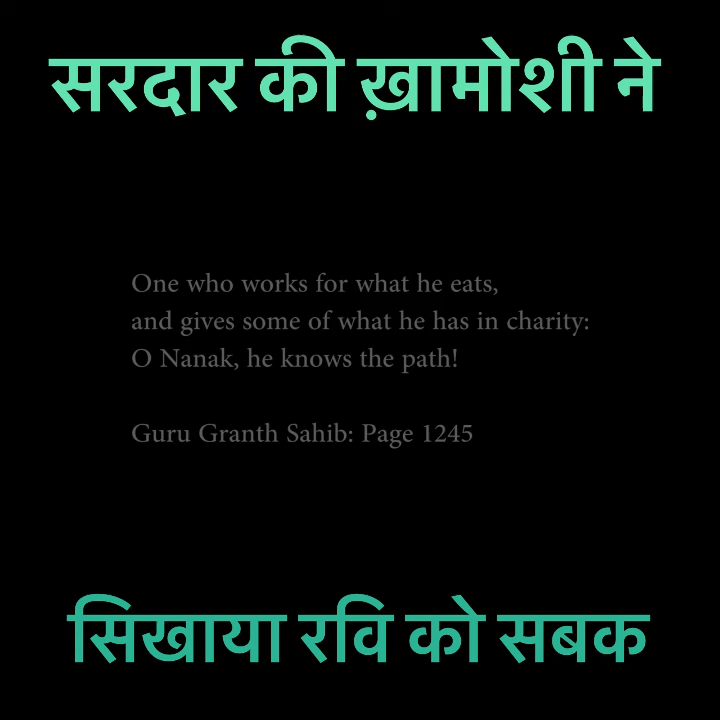 सरदार की ख़ामोशी ने
One who works for what he eats,
and gives some of what he has in charity:
O Nanak, he knows the path!
Guru Granth Sahib: Page 1245
सिखाया रवि को सबक